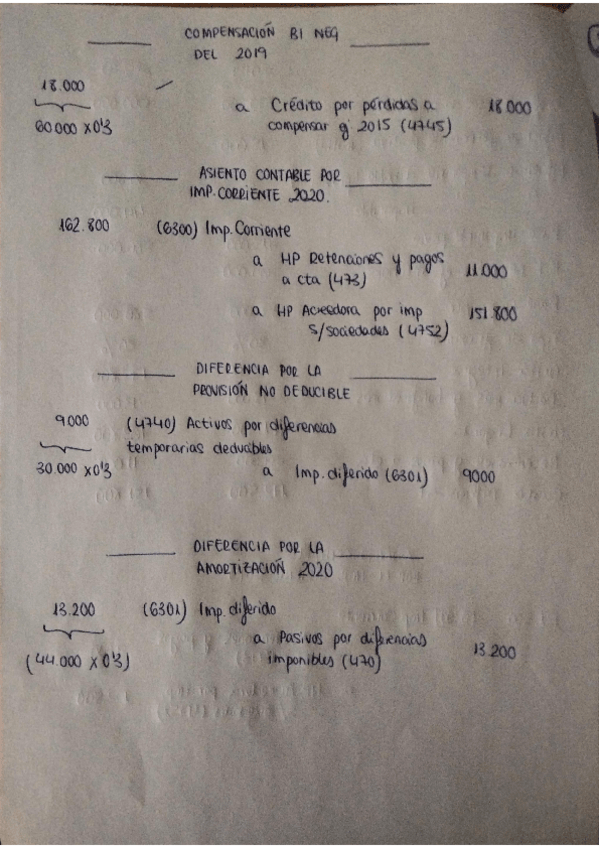 COMPENSACIÓN BI NEG
DEL 2019
18.000
a Crédito por pérdidas a 18.000
60.000 x 0'3 compensar g 2015 (4745)
ASIENTO CONTABLE POR
IMP. CORRIENTE 2020.
162.800 (6300) Imp. Corriente
a HP Retenciones y pagos
a cta (473) 11.000
a HP Acreedora por imp 151.800
S/sociedades (4752)
DIFERENCIA POR LA
PROVISIÓN NO DEDUCIBLE
9000 (4740) Activos por diferencias
temporarias deducibles
30.000 x 0'3 a Imp. diferido (6301) 9000
DIFERENCIA POR LA
AMORTIZACIÓN 2020
13.200 (6301) Imp. diferido
a Pasivos por diferencias
(44.000 x 0'3) imponibles (470) 13.200